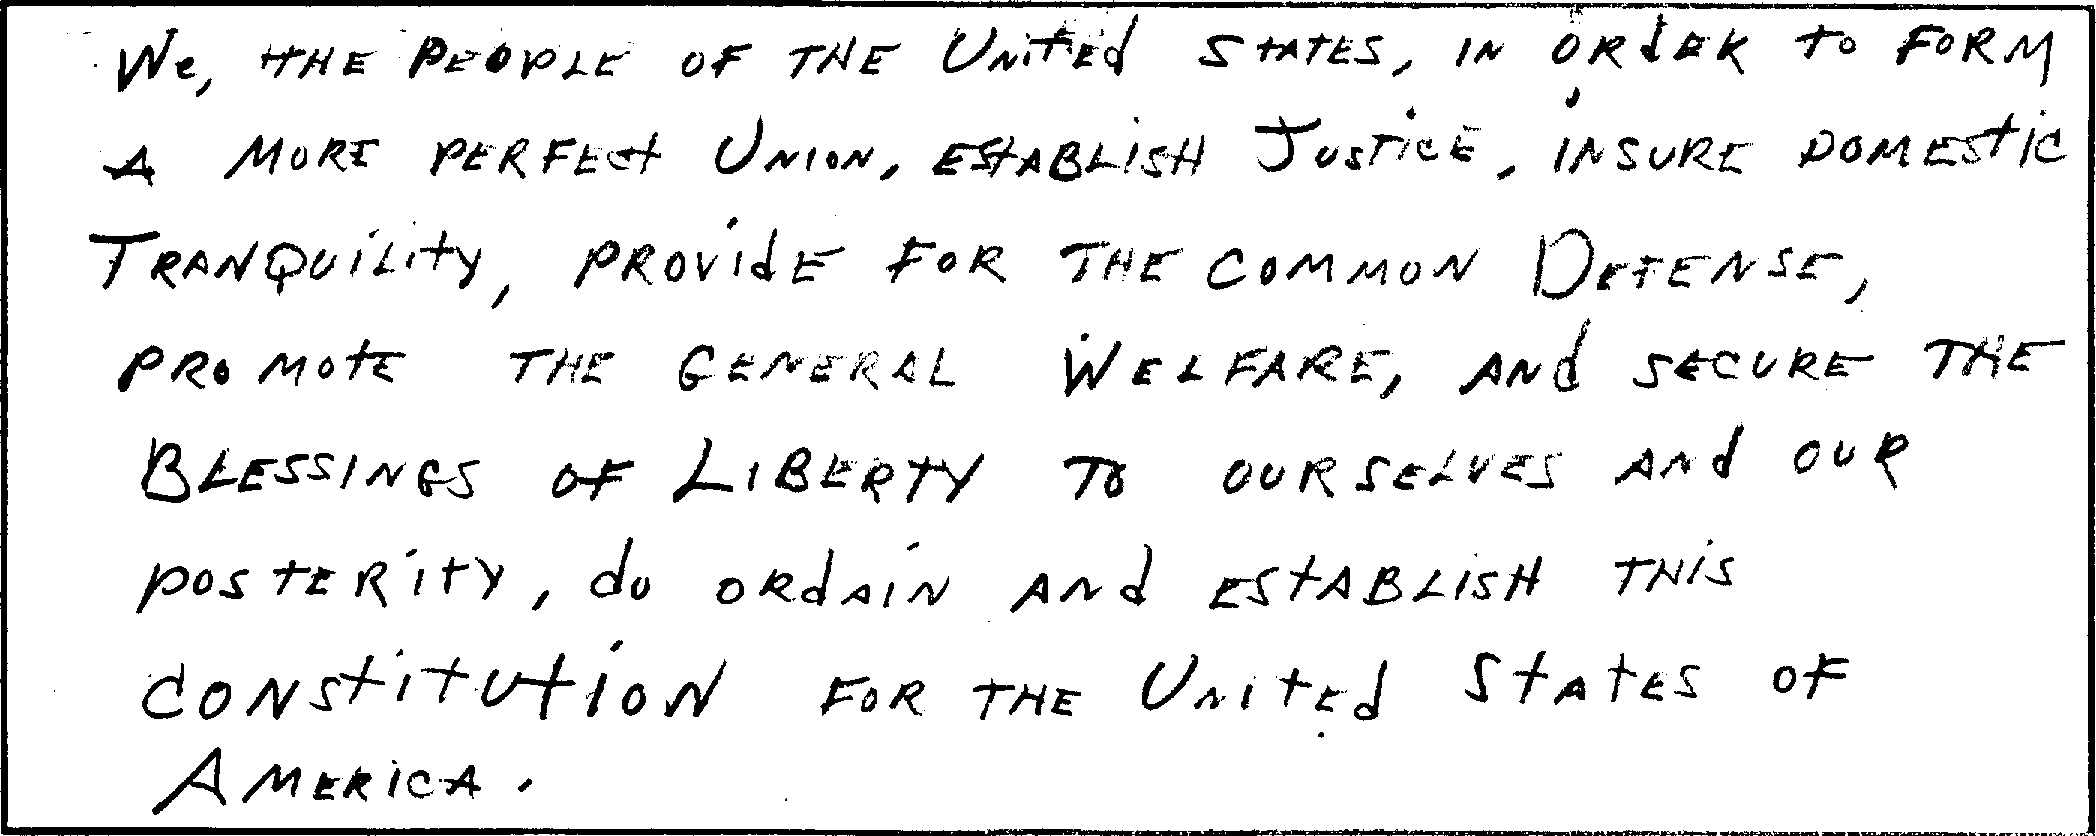 We, the people of the United States, in order to form
a more perfect Union, establish Justice, insure domestic
Tranquility, provide for the common Defense,
promote the general Welfare, and secure the
Blessings of Liberty to ourselves and our
posterity, do ordain and establish this
Constitution for the United States of
America.